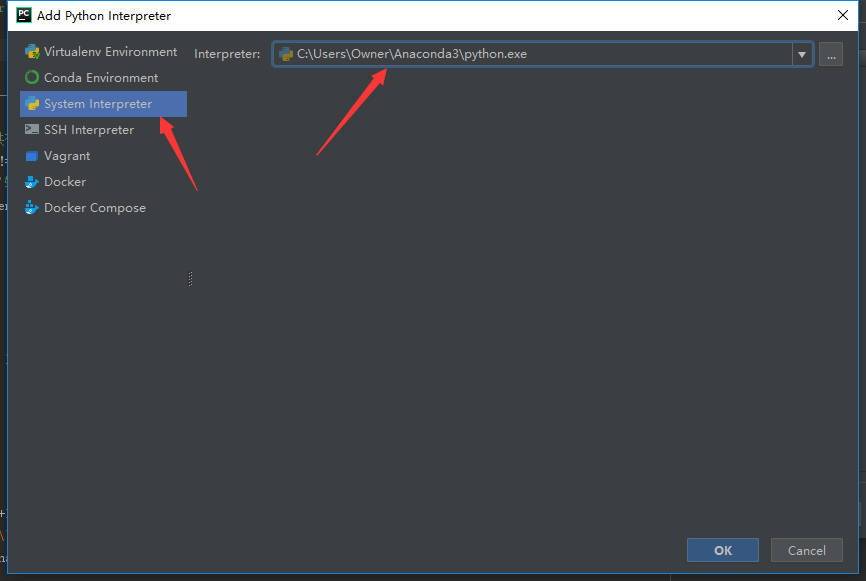 PC Add Python Interpreter
Virtualenv Environment
Interpreter: C:\Users\Owner\Anaconda3\python.exe ...
Conda Environment
System Interpreter
SSH Interpreter
Vagrant
Docker
Docker Compose
OK Cancel